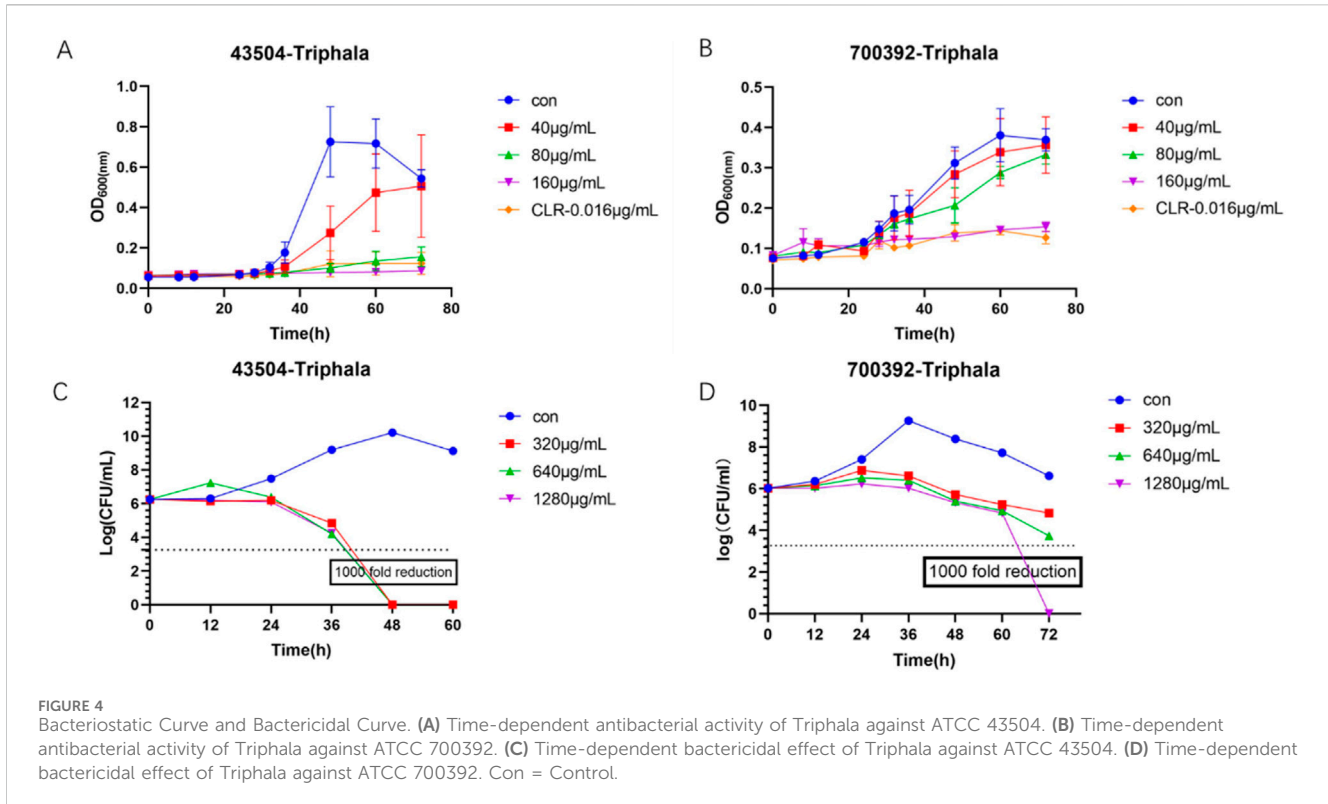 A
43504-Triphala
OD600(nm)
1.0
0.8
0.6
0.4
0.2
0.0
0
20
40
60
80
Time(h)
con
40μg/mL
80μg/mL
160μg/mL
CLR-0.016μg/mL
B
700392-Triphala
OD600(nm)
0.5
0.4
0.3
0.2
0.1
0.0
0
20
40
60
80
Time(h)
con
40μg/mL
80μg/mL
160μg/mL
CLR-0.016μg/mL
C
43504-Triphala
Log(CFU/mL)
12
10
8
6
4
2
0
0
12
24
36
48
60
Time(h)
1000 fold reduction
con
320μg/mL
640μg/mL
1280μg/mL
D
700392-Triphala
log(CFU/ml)
10
8
6
4
2
0
0
12
24
36
48
60
72
Time(h)
1000 fold reduction
con
320μg/mL
640μg/mL
1280μg/mL
FIGURE 4
Bacteriostatic Curve and Bactericidal Curve. (A) Time-dependent antibacterial activity of Triphala against ATCC 43504. (B) Time-dependent
antibacterial activity of Triphala against ATCC 700392. (C) Time-dependent bactericidal effect of Triphala against ATCC 43504. (D) Time-dependent
bactericidal effect of Triphala against ATCC 700392. Con = Control.